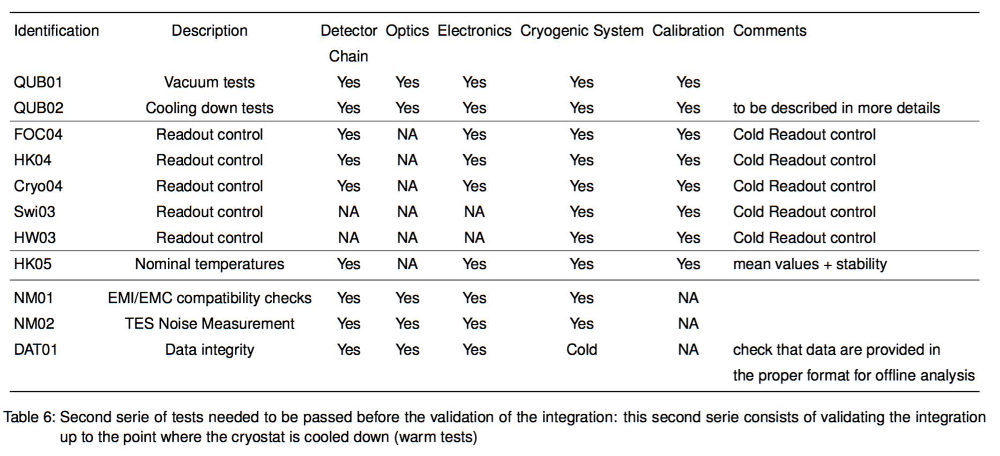 Identification Description Detector Optics Electronics Cryogenic System Calibration Comments
Chain
QUB01 Vacuum tests Yes Yes Yes Yes Yes
QUB02 Cooling down tests Yes Yes Yes Yes Yes to be described in more details
FOC04 Readout control Yes NA Yes Yes Yes Cold Readout control
HK04 Readout control Yes NA Yes Yes Yes Cold Readout control
Cryo04 Readout control Yes NA Yes Yes Yes Cold Readout control
Swi03 Readout control NA NA NA Yes Yes Cold Readout control
HW03 Readout control NA NA NA Yes Yes Cold Readout control
HK05 Nominal temperatures Yes NA Yes Yes Yes mean values + stability
NM01 EMI/EMC compatibility checks Yes Yes Yes Yes NA
NM02 TES Noise Measurement Yes Yes Yes Yes NA
DAT01 Data integrity Yes Yes Yes Cold NA check that data are provided in
the proper format for offline analysis
Table 6: Second serie of tests needed to be passed before the validation of the integration: this second serie consists of validating the integration
up to the point where the cryostat is cooled down (warm tests)